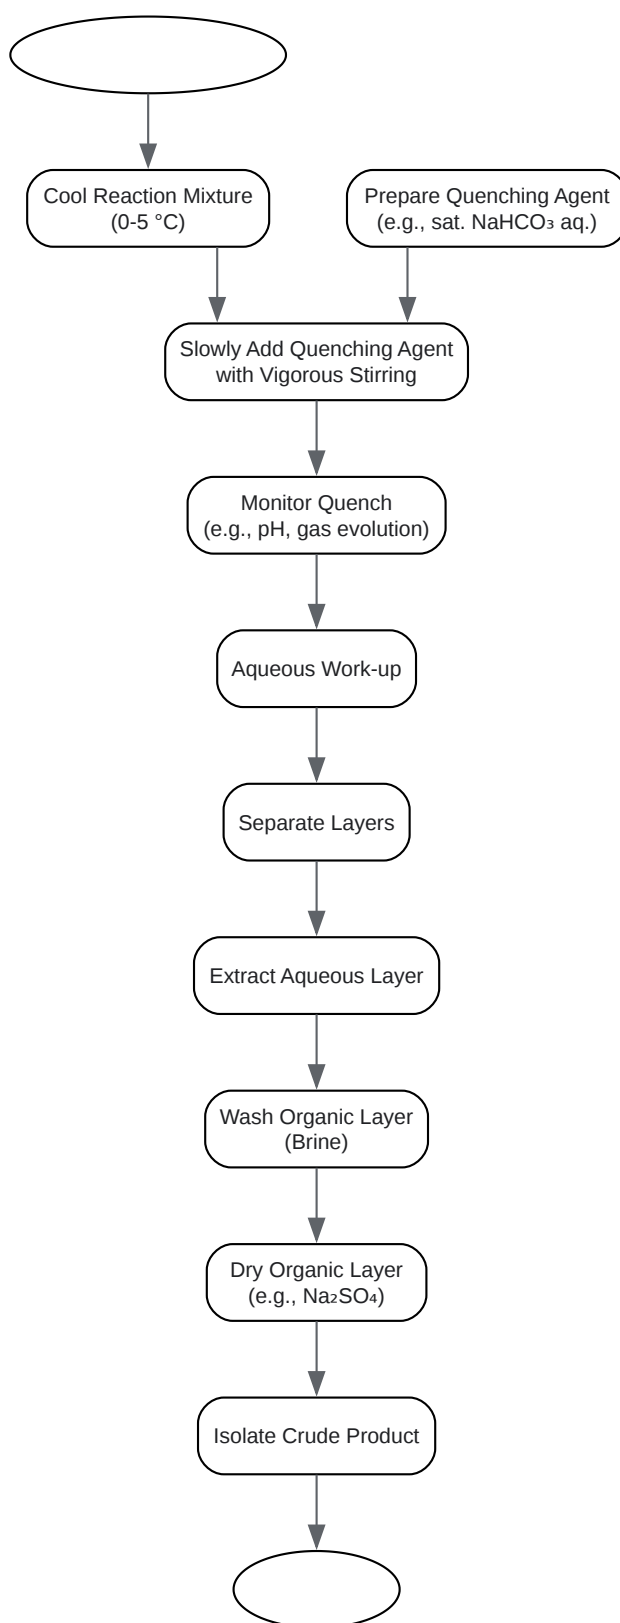 Cool Reaction Mixture
(0-5 °C)
Prepare Quenching Agent
(e.g., sat. NaHCO₃ aq.)
Slowly Add Quenching Agent
with Vigorous Stirring
Monitor Quench
(e.g., pH, gas evolution)
Aqueous Work-up
Separate Layers
Extract Aqueous Layer
Wash Organic Layer
(Brine)
Dry Organic Layer
(e.g., Na₂SO₄)
Isolate Crude Product